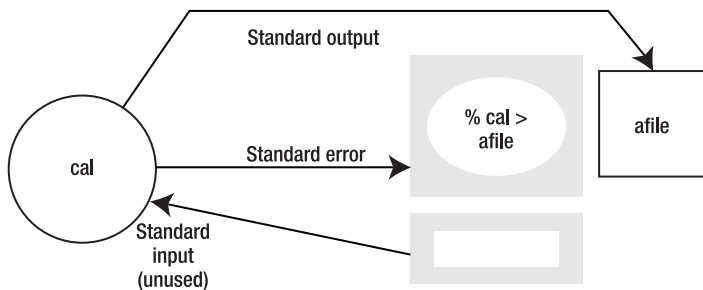 Standard output
% cal >
afile
afile
cal
Standard error
Standard
input
(unused)